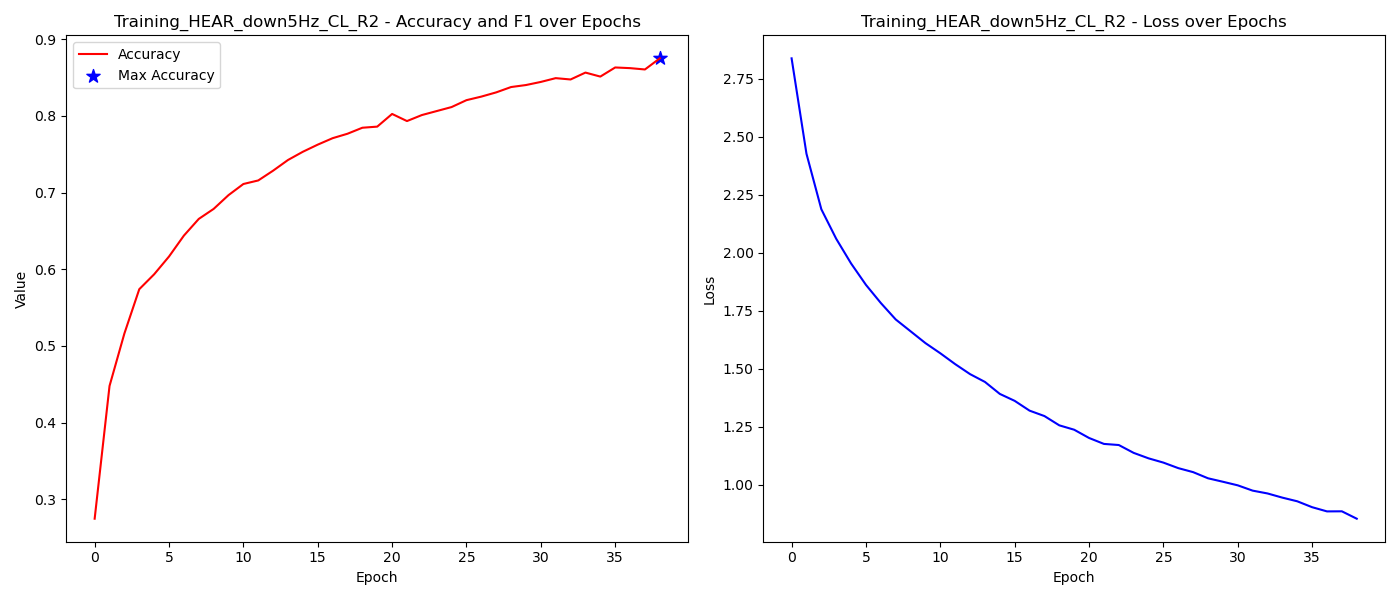 Training_HEAR_down5Hz_CL_R2 - Accuracy and F1 over Epochs
Accuracy
Max Accuracy
0.9
0.8
0.7
0.6
0.5
0.4
0.3
Value
0 5 10 15 20 25 30 35
Epoch
Training_HEAR_down5Hz_CL_R2 - Loss over Epochs
2.75
2.50
2.25
2.00
1.75
1.50
1.25
1.00
Loss
0 5 10 15 20 25 30 35
Epoch